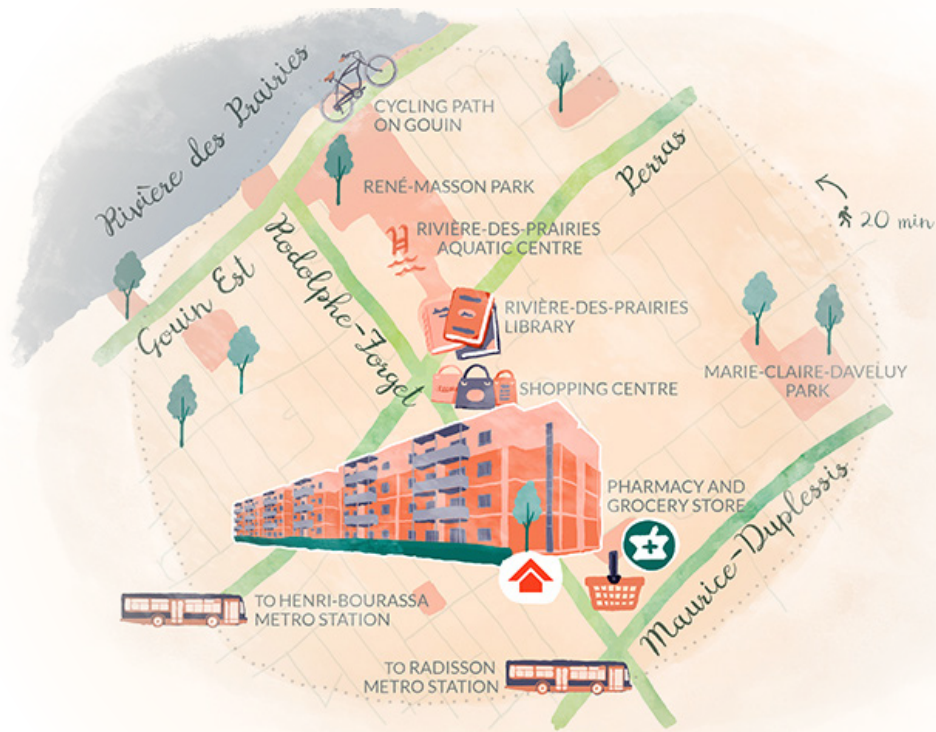 Rivière des Prairies
CYCLING PATH
ON GOUIN
Perras
RENÉ-MASSON PARK
20 min
RIVIÈRE-DES-PRAIRIES
AQUATIC CENTRE
Gouin Est
Rodolphe-Forget
RIVIÈRE-DES-PRAIRIES
LIBRARY
MARIE-CLAIRE-DAVELUY
PARK
SHOPPING CENTRE
PHARMACY AND
GROCERY STORE
Maurice-Duplessis
TO HENRI-BOURASSA
METRO STATION
TO RADISSON
METRO STATION